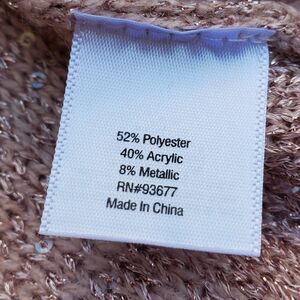 52% Polyester
40% Acrylic
8% Metallic
RN#93677
Made In China